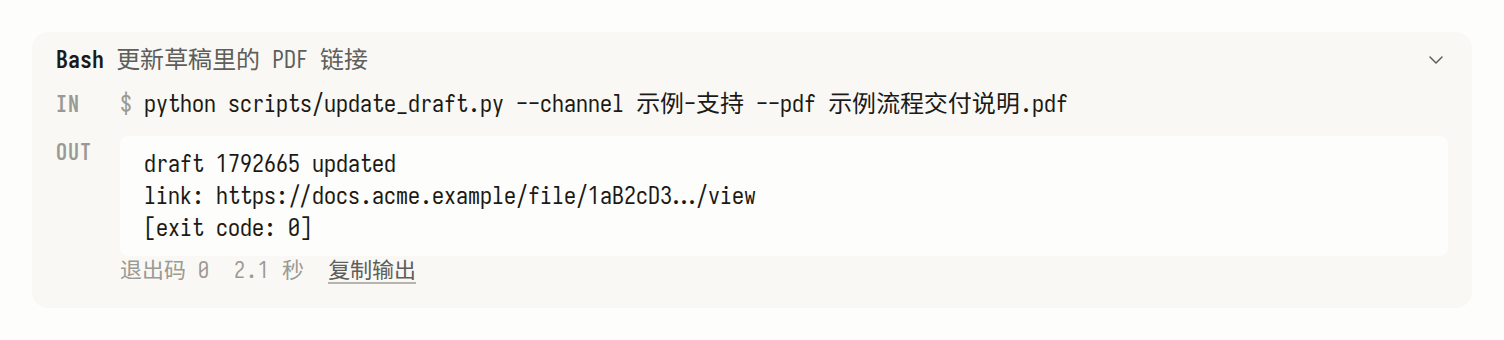 Bash 更新草稿里的 PDF 链接
IN $ python scripts/update_draft.py --channel 示例-支持 --pdf 示例流程交付说明.pdf
OUT
draft 1792665 updated
link: https://docs.acme.example/file/1aB2cD3.../view
[exit code: 0]
退出码 0 2.1 秒 复制输出